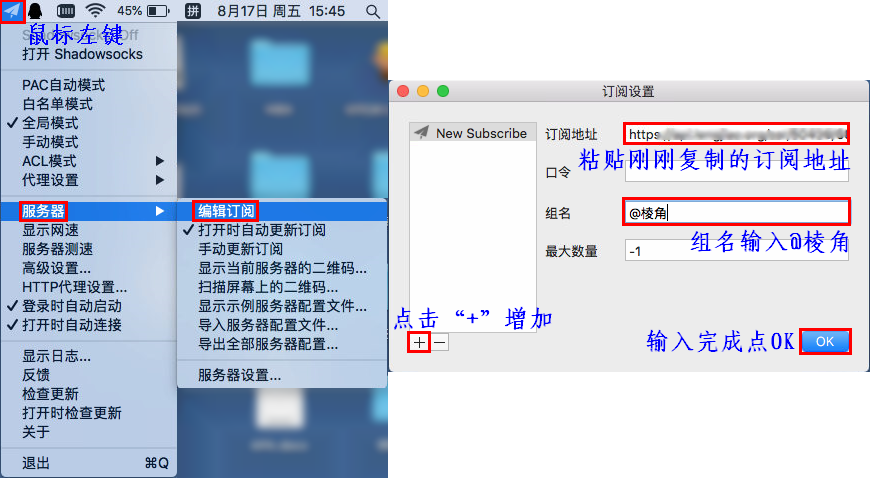 45%
拼
8月17日 周五 15:45
鼠标左键
打开 Shadowsocks
PAC自动模式
白名单模式
✓ 全局模式
手动模式
ACL模式
代理设置
服务器
显示网速
服务器测速
高级设置...
HTTP代理设置...
✓ 登录时自动启动
✓ 打开时自动连接
显示日志...
反馈
检查更新
打开时检查更新
关于
退出 ⌘Q
编辑订阅
✓ 打开时自动更新订阅
手动更新订阅
显示当前服务器的二维码...
扫描屏幕上的二维码...
显示示例服务器配置文件...
导入服务器配置文件...
导出全部服务器配置...
服务器设置...
订阅设置
New Subscribe
订阅地址 https:
粘贴刚刚复制的订阅地址
口令
组名 @棱角
组名输入@棱角
最大数量 -1
点击“+”增加
+ −
输入完成点OK
OK